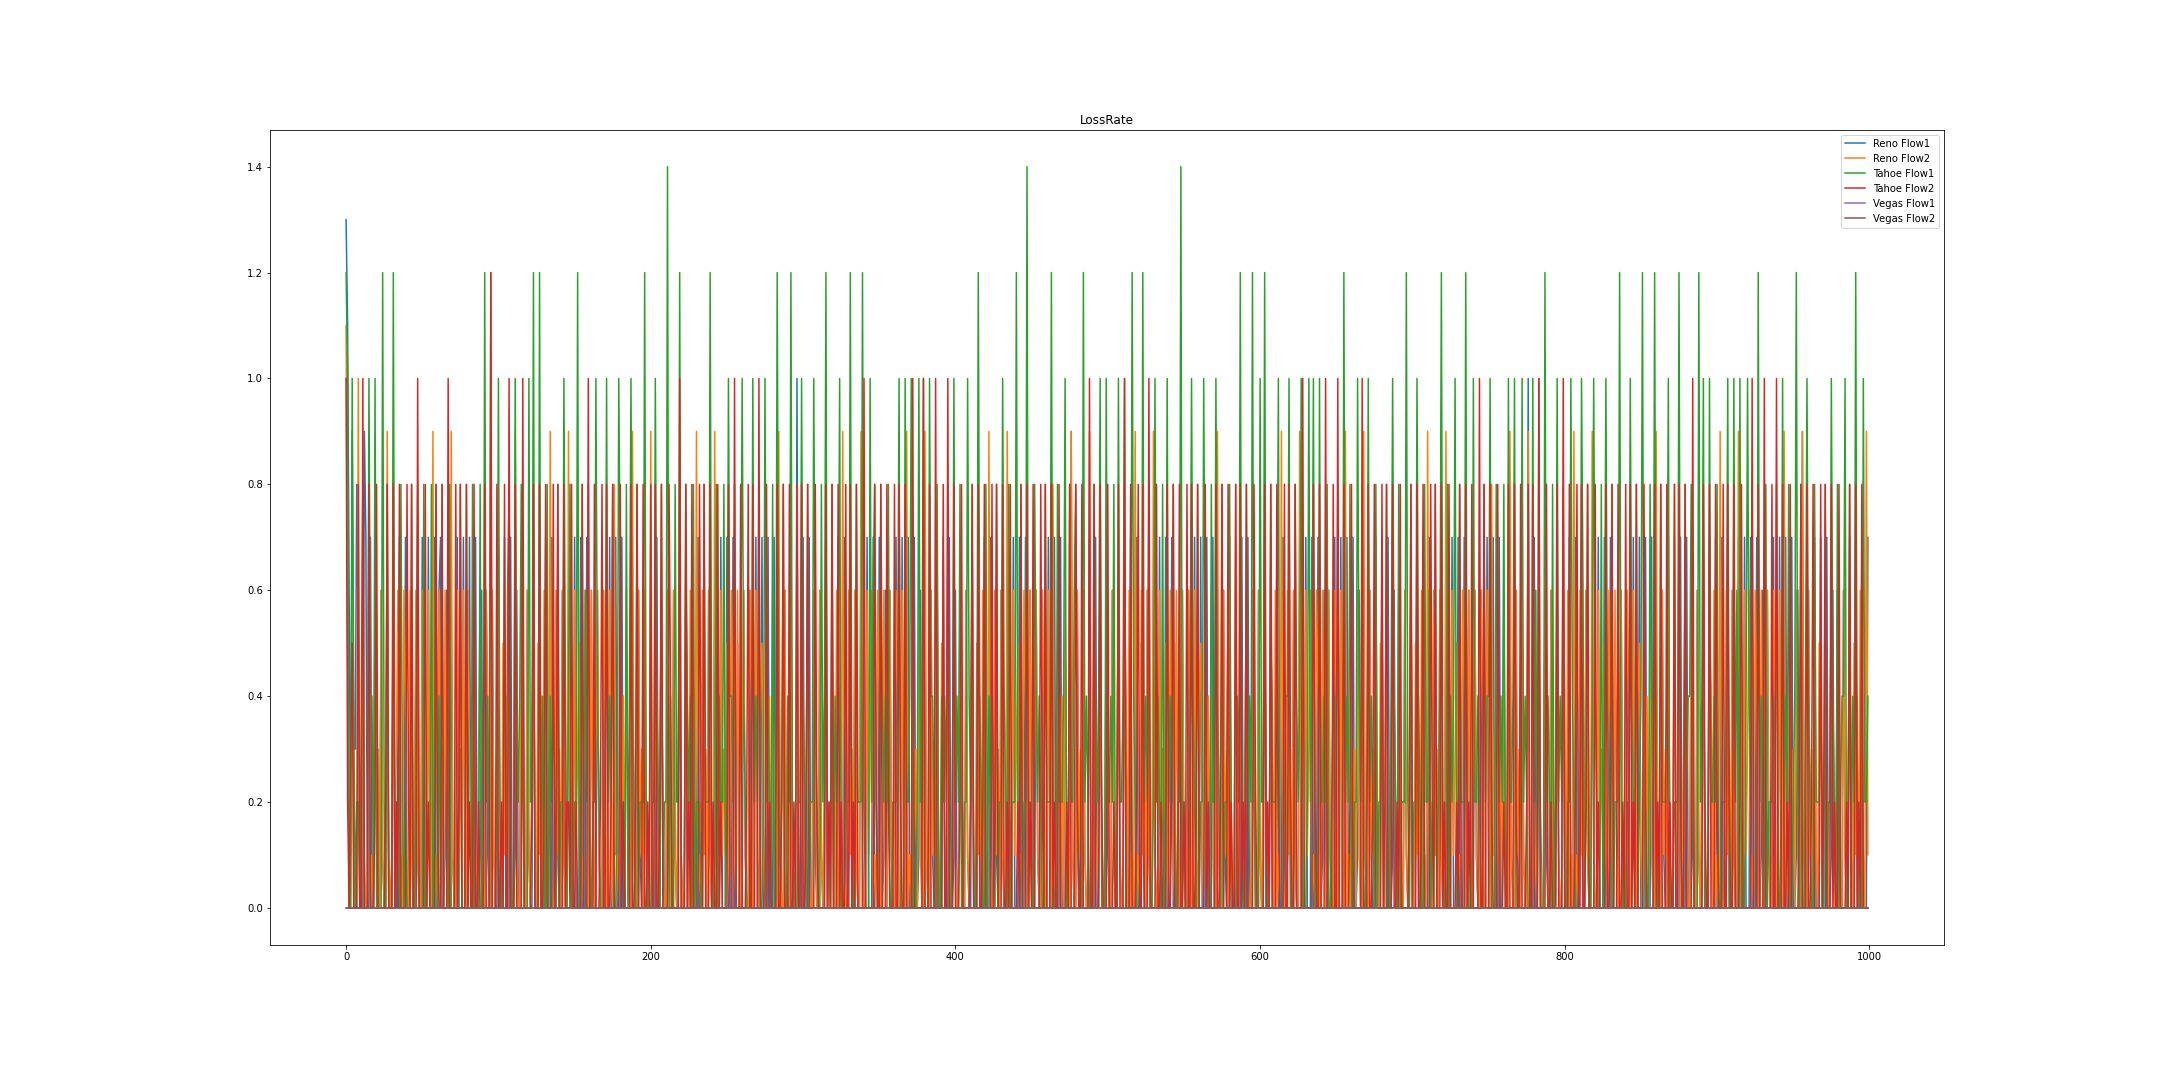 LossRate
1.4
1.2
1.0
0.8
0.6
0.4
0.2
0.0
0 200 400 600 800 1000
Reno Flow1
Reno Flow2
Tahoe Flow1
Tahoe Flow2
Vegas Flow1
Vegas Flow2